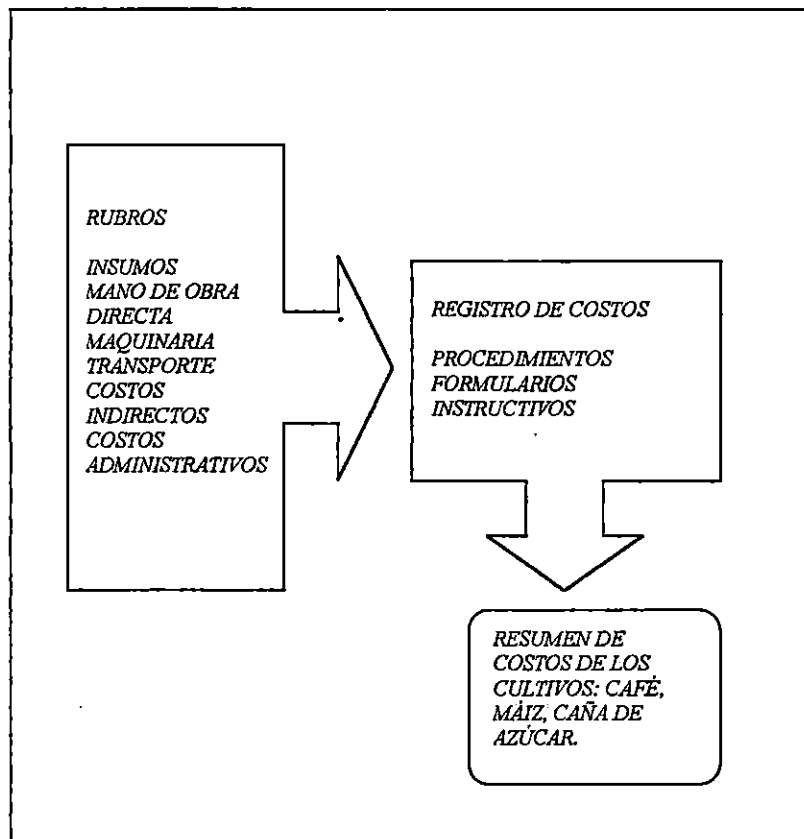 RUBROS
INSUMOS
MANO DE OBRA
DIRECTA
MAQUINARIA
TRANSPORTE
COSTOS
INDIRECTOS
COSTOS
ADMINISTRATIVOS
REGISTRO DE COSTOS
PROCEDIMIENTOS
FORMULARIOS
INSTRUCTIVOS
RESUMEN DE
COSTOS DE LOS
CULTIVOS: CAFÉ,
MÁIZ, CAÑA DE
AZÚCAR.